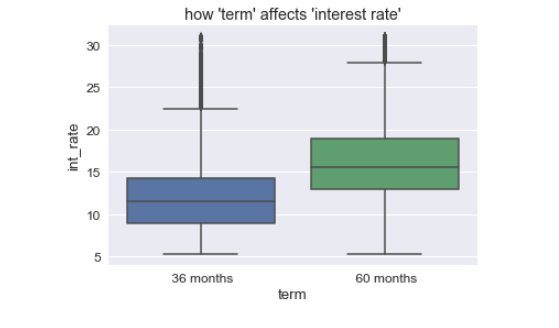 how 'term' affects 'interest rate'
30
25
20
15
10
5
int_rate
36 months
60 months
term